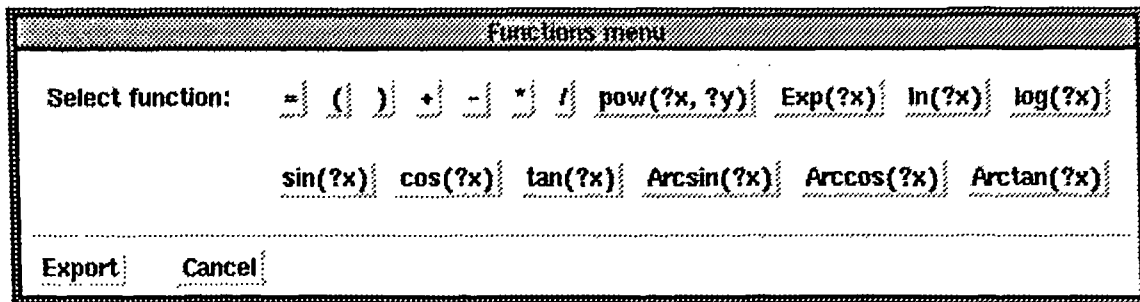 Functions menu
Select function: = ( ) + - * / pow(?x, ?y) Exp(?x) ln(?x) log(?x)
sin(?x) cos(?x) tan(?x) Arcsin(?x) Arccos(?x) Arctan(?x)
Export Cancel